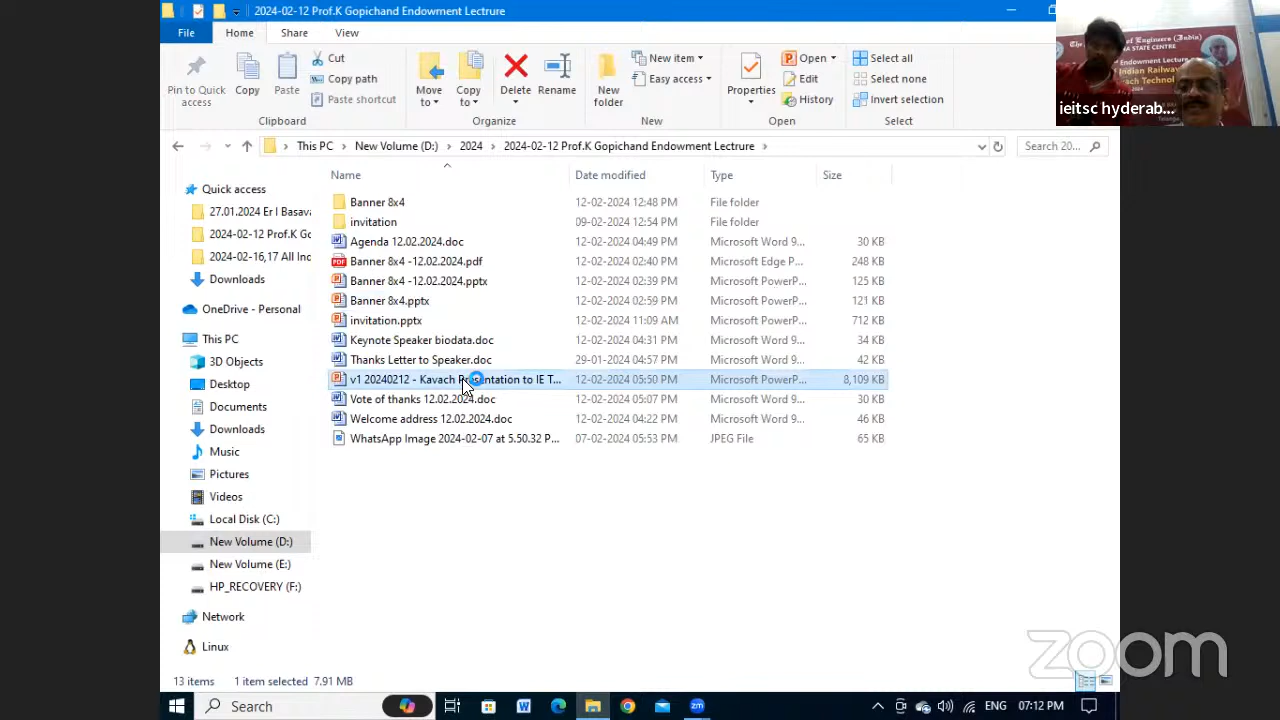 2024-02-12 Prof.K Gopichand Endowment Lectrure
File Home Share View
Pin to Quick access
Copy
Paste
Cut
Copy path
Paste shortcut
Clipboard
Move to
Copy to
Delete
Rename
Organize
New folder
New item
Easy access
New
Properties
Open
Edit
History
Open
Select all
Select none
Invert selection
Select
This PC > New Volume (D:) > 2024 > 2024-02-12 Prof.K Gopichand Endowment Lectrure >
Search 20...
Name Date modified Type Size
Banner 8x4 12-02-2024 12:48 PM File folder
invitation 09-02-2024 12:54 PM File folder
Agenda 12.02.2024.doc 12-02-2024 04:49 PM Microsoft Word 9... 30 KB
Banner 8x4 -12.02.2024.pdf 12-02-2024 02:40 PM Microsoft Edge P... 248 KB
Banner 8x4 -12.02.2024.pptx 12-02-2024 02:39 PM Microsoft PowerP... 125 KB
Banner 8x4.pptx 12-02-2024 02:59 PM Microsoft PowerP... 121 KB
invitation.pptx 12-02-2024 11:09 AM Microsoft PowerP... 712 KB
Keynote Speaker biodata.doc 12-02-2024 04:31 PM Microsoft Word 9... 34 KB
Thanks Letter to Speaker.doc 29-01-2024 04:57 PM Microsoft Word 9... 42 KB
v1 20240212 - Kavach Presentation to IE T... 12-02-2024 05:50 PM Microsoft PowerP... 8,109 KB
Vote of thanks 12.02.2024.doc 12-02-2024 05:07 PM Microsoft Word 9... 30 KB
Welcome address 12.02.2024.doc 12-02-2024 04:22 PM Microsoft Word 9... 46 KB
WhatsApp Image 2024-02-07 at 5.50.32 P... 07-02-2024 05:53 PM JPEG File 65 KB
Quick access
27.01.2024 Er I Basava
2024-02-12 Prof.K Go
2024-02-16,17 All Ind
Downloads
OneDrive - Personal
This PC
3D Objects
Desktop
Documents
Downloads
Music
Pictures
Videos
Local Disk (C:)
New Volume (D:)
New Volume (E:)
HP_RECOVERY (F:)
Network
Linux
13 items 1 item selected 7.91 MB
Search
ENG 07:12 PM
of Engineers (India)
STATE CENTRE
Endowment Lecture
Indian Railway
ach Technol
ieitsc hyderab...
zoom